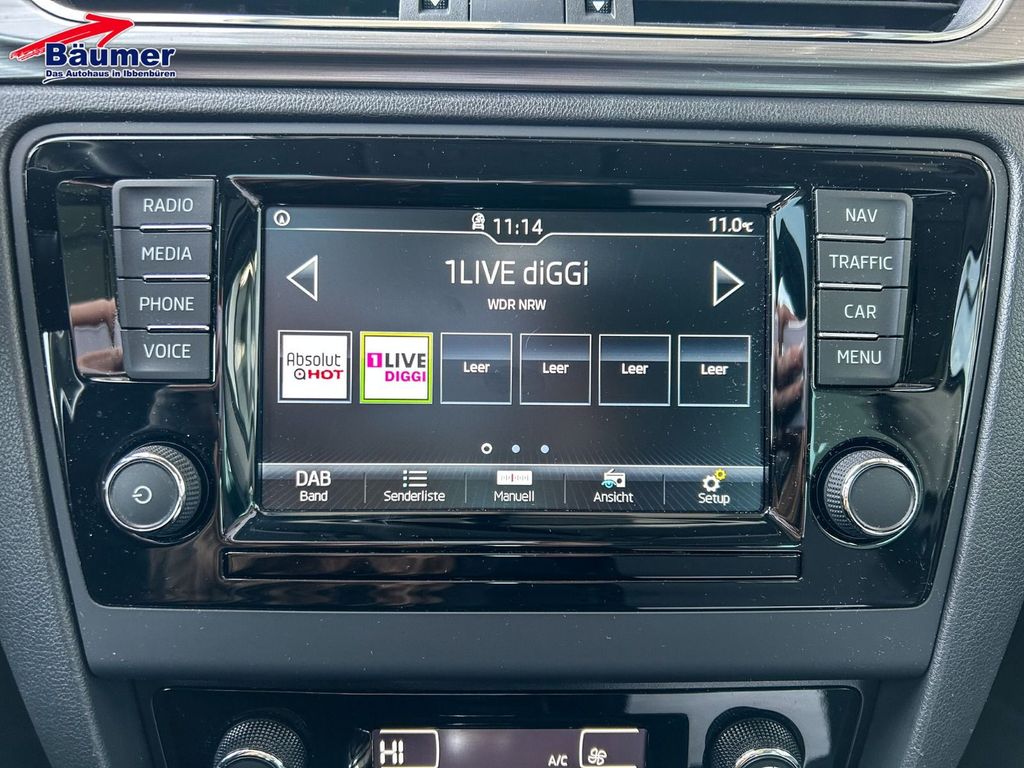 Bäumer
Das Autohaus in Ibbenbüren
RADIO
MEDIA
PHONE
VOICE
NAV
TRAFFIC
CAR
MENU
11:14
11.0°C
1LIVE diGGi
WDR NRW
Absolut
HOT
1LIVE
DIGGI
Leer
Leer
Leer
Leer
DAB
Band
Senderliste
Manuell
Ansicht
Setup
HI
A/C